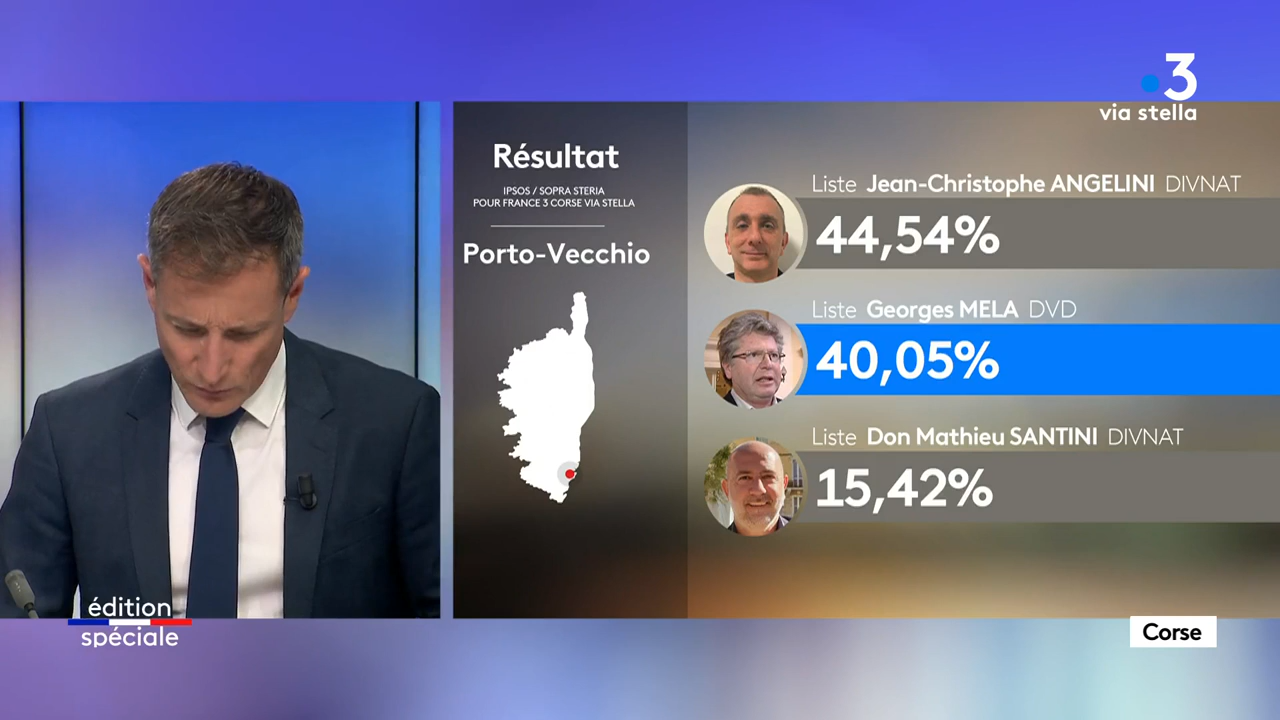 3
via stella
Résultat
IPSOS / SOPRA STERIA
POUR FRANCE 3 CORSE VIA STELLA
Porto-Vecchio
Liste Jean-Christophe ANGELINI DIVNAT
44,54%
Liste Georges MELA DVD
40,05%
Liste Don Mathieu SANTINI DIVNAT
15,42%
édition
spéciale
Corse